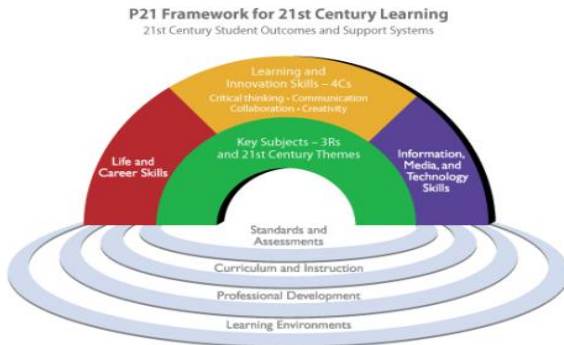 P21 Framework for 21st Century Learning
21st Century Student Outcomes and Support Systems
Learning and
Innovation Skills – 4Cs
Critical thinking • Communication
Collaboration • Creativity
Key Subjects – 3Rs
and 21st Century Themes
Life and
Career Skills
Information,
Media, and
Technology
Skills
Standards and
Assessments
Curriculum and Instruction
Professional Development
Learning Environments